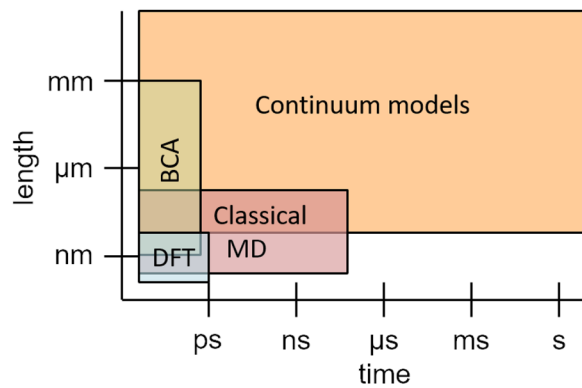 mm
Continuum models
BCA
length
μm
Classical
MD
nm
DFT
ps
ns
μs
ms
s
time